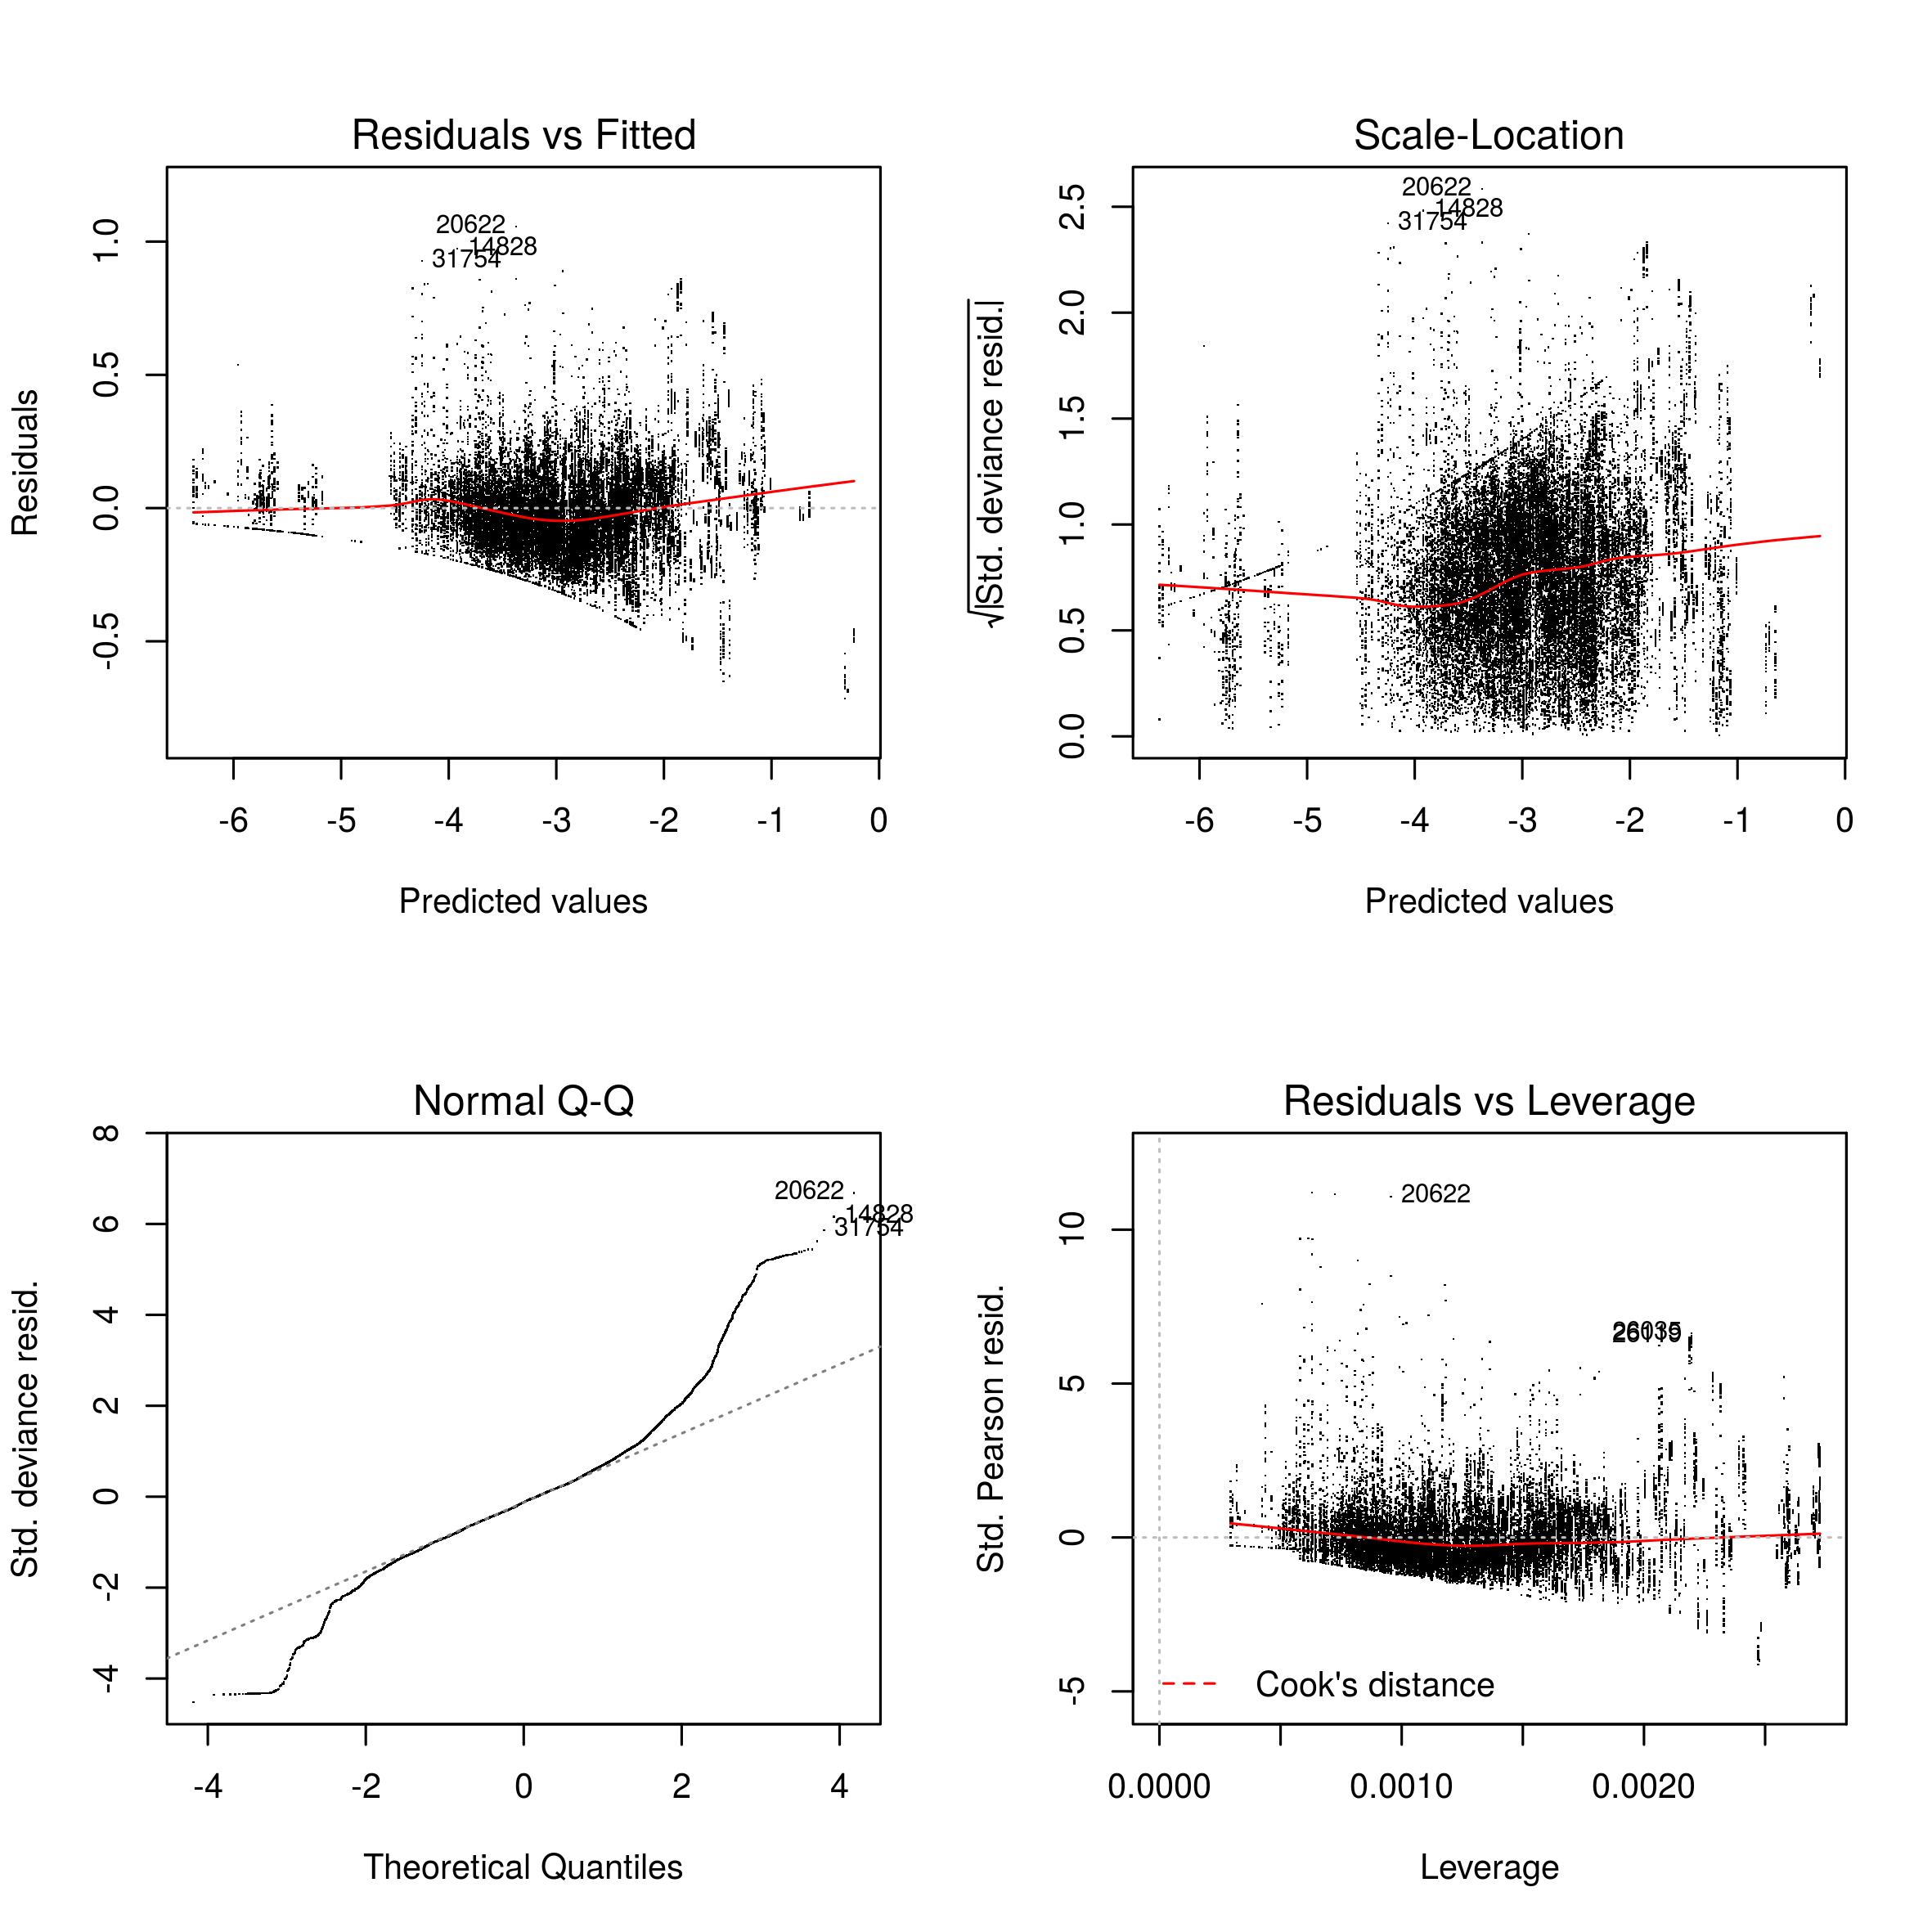 Residuals vs Fitted
Residuals
1.0
0.5
0.0
-0.5
20622
14828
31754
-6 -5 -4 -3 -2 -1 0
Predicted values
Scale-Location
√|Std. deviance resid.|
2.5
2.0
1.5
1.0
0.5
0.0
20622
14828
31754
-6 -5 -4 -3 -2 -1 0
Predicted values
Normal Q-Q
Std. deviance resid.
8
6
4
2
0
-2
-4
20622
14828
31754
-4 -2 0 2 4
Theoretical Quantiles
Residuals vs Leverage
Std. Pearson resid.
10
5
0
-5
20622
Cook's distance
0.0000 0.0010 0.0020
Leverage